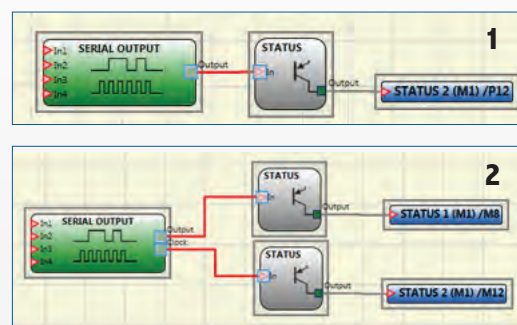 1
SERIAL OUTPUT
In1
In2
In3
In4
Output
STATUS
In
Output
STATUS 2 (M1) /P12
2
SERIAL OUTPUT
In1
In2
In3
In4
Output
Clock
STATUS
In
Output
STATUS 1 (M1) /M8
STATUS
In
Output
STATUS 2 (M1) /M12